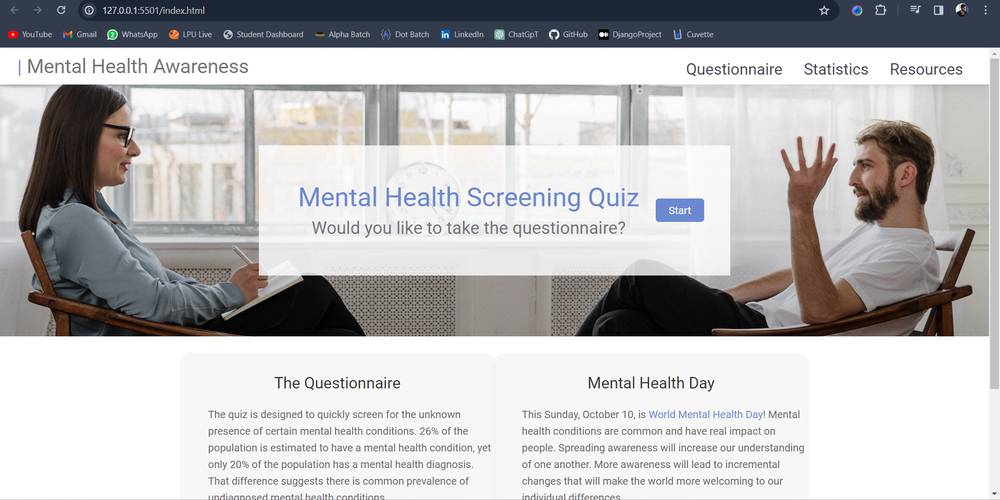 127.0.0.1:5501/index.html
YouTube Gmail WhatsApp LPU Live Student Dashboard Alpha Batch Dot Batch LinkedIn ChatGpT GitHub DjangoProject Cuvette
| Mental Health Awareness
Questionnaire Statistics Resources
Mental Health Screening Quiz
Would you like to take the questionnaire?
Start
The Questionnaire
The quiz is designed to quickly screen for the unknown
presence of certain mental health conditions. 26% of the
population is estimated to have a mental health condition, yet
only 20% of the population has a mental health diagnosis.
That difference suggests there is common prevalence of
undiagnosed mental health conditions.
Mental Health Day
This Sunday, October 10, is World Mental Health Day! Mental
health conditions are common and have real impact on
people. Spreading awareness will increase our understanding
of one another. More awareness will lead to incremental
changes that will make the world more welcoming to our
individual differences.